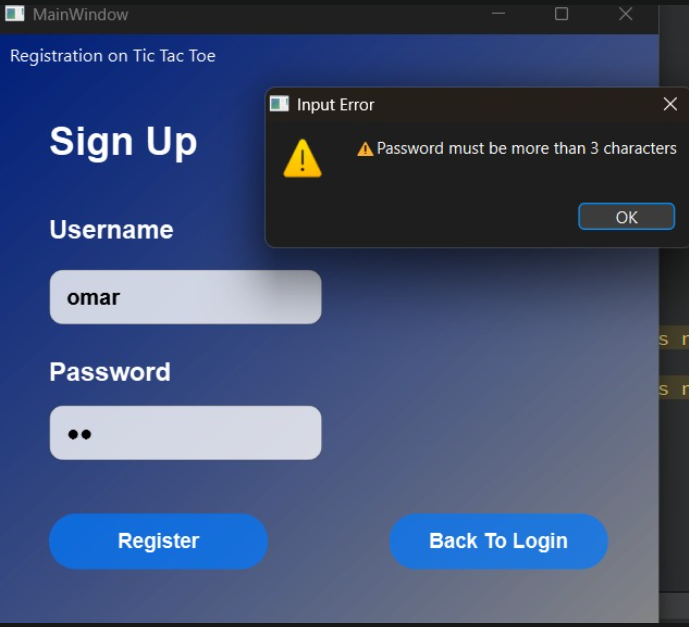 MainWindow
Registration on Tic Tac Toe
Input Error
Password must be more than 3 characters
OK
Sign Up
Username
omar
Password
••
Register
Back To Login
s r
s r